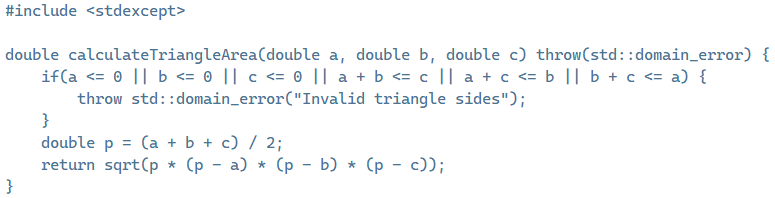 #include <stdexcept>

double calculateTriangleArea(double a, double b, double c) throw(std::domain_error) {
    if(a <= 0 || b <= 0 || c <= 0 || a + b <= c || a + c <= b || b + c <= a) {
        throw std::domain_error("Invalid triangle sides");
    }
    double p = (a + b + c) / 2;
    return sqrt(p * (p - a) * (p - b) * (p - c));
}